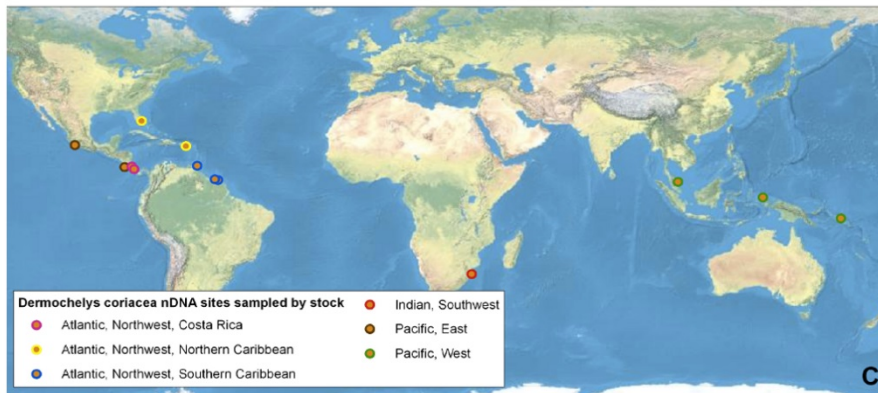 Dermochelys coriacea nDNA sites sampled by stock
Atlantic, Northwest, Costa Rica
Atlantic, Northwest, Northern Caribbean
Atlantic, Northwest, Southern Caribbean
Indian, Southwest
Pacific, East
Pacific, West
C